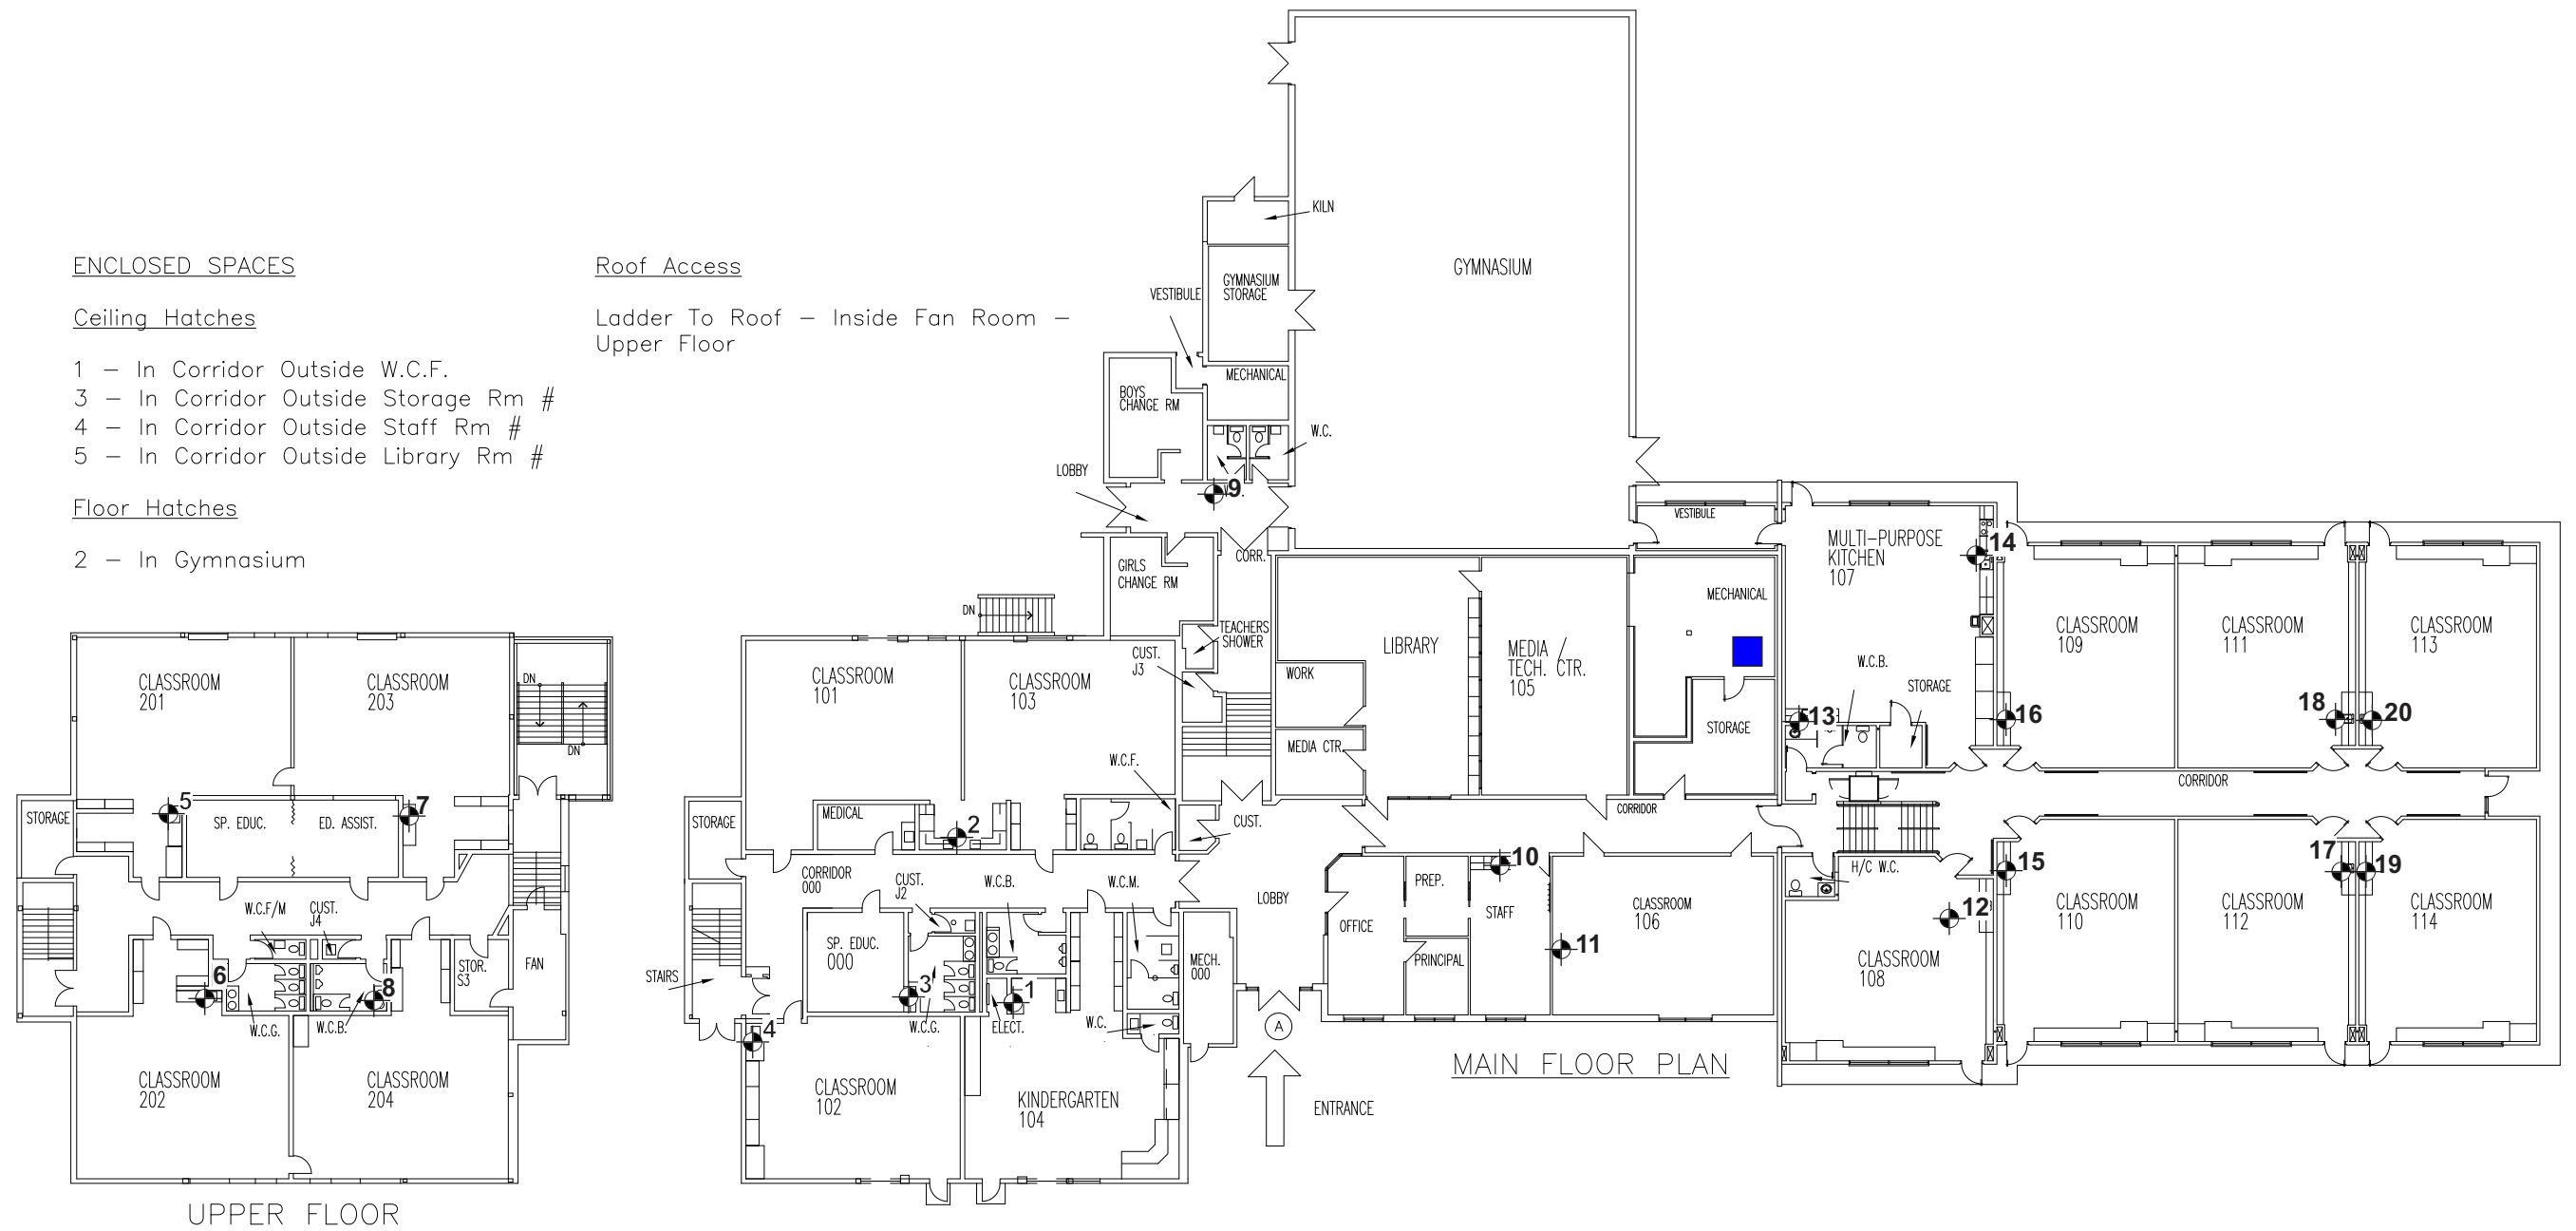 ENCLOSED SPACES
Ceiling Hatches
1 – In Corridor Outside W.C.F.
3 – In Corridor Outside Storage Rm #
4 – In Corridor Outside Staff Rm #
5 – In Corridor Outside Library Rm #
Floor Hatches
2 – In Gymnasium
Roof Access
Ladder To Roof – Inside Fan Room –
Upper Floor
CLASSROOM
201
CLASSROOM
203
DN
DN
STORAGE
5
SP. EDUC.
ED. ASSIST.
7
W.C.F/M
CUST.
J4
6
8
STOR.
S3
FAN
W.C.G.
W.C.B.
CLASSROOM
202
CLASSROOM
204
UPPER FLOOR
KILN
GYMNASIUM
GYMNASIUM
STORAGE
VESTIBULE
MECHANICAL
BOYS
CHANGE RM
W.C.
LOBBY
9
CORR.
GIRLS
CHANGE RM
DN
TEACHERS
SHOWER
CUST.
J3
CLASSROOM
101
CLASSROOM
103
W.C.F.
STORAGE
MEDICAL
2
CUST.
CORRIDOR
000
CUST.
J2
W.C.B.
W.C.M.
LOBBY
SP. EDUC.
000
STAIRS
3
1
W.C.G.
ELECT.
W.C.
MECH.
000
4
CLASSROOM
102
KINDERGARTEN
104
A
ENTRANCE
LIBRARY
WORK
MEDIA CTR.
MEDIA /
TECH. CTR.
105
MECHANICAL
STORAGE
CORRIDOR
VESTIBULE
OFFICE
PREP.
PRINCIPAL
STAFF
10
11
CLASSROOM
106
MAIN FLOOR PLAN
MULTI-PURPOSE
KITCHEN
107
14
W.C.B.
STORAGE
13
16
H/C W.C.
12
15
CLASSROOM
108
CLASSROOM
109
CLASSROOM
111
CLASSROOM
113
18
20
CORRIDOR
17
19
CLASSROOM
110
CLASSROOM
112
CLASSROOM
114